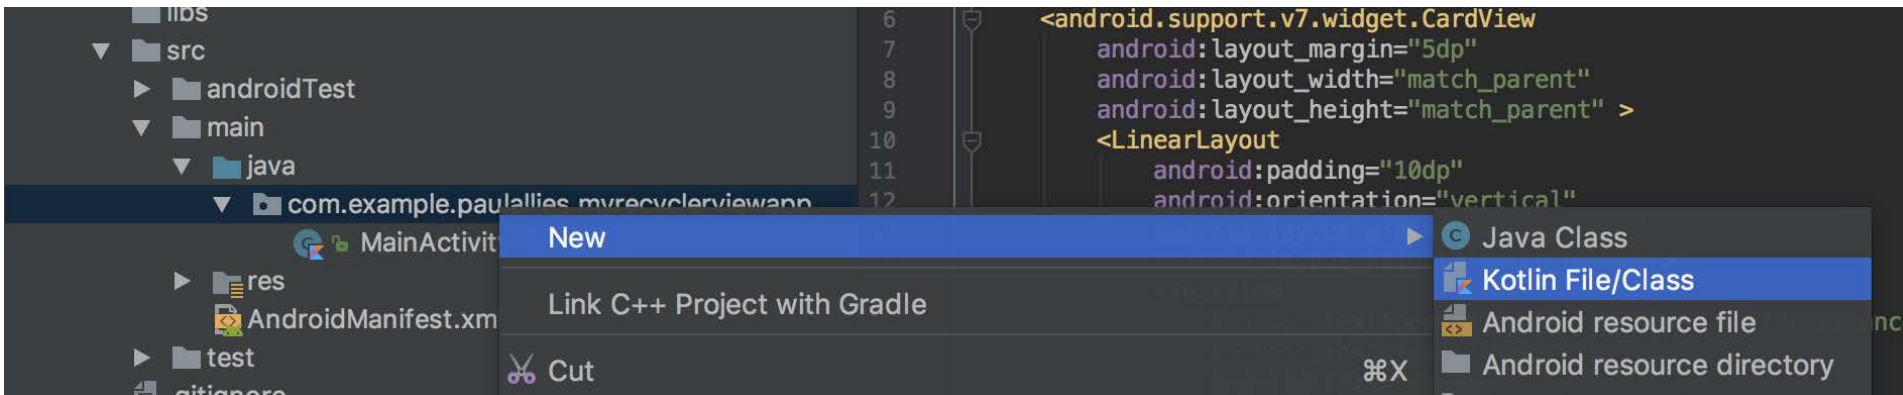 libs
src
androidTest
main
java
com.example.paulallies.myrecyclerviewapp
MainActivit
res
AndroidManifest.xm
test
.gitignore
6 <android.support.v7.widget.CardView
7 android:layout_margin="5dp"
8 android:layout_width="match_parent"
9 android:layout_height="match_parent" >
10 <LinearLayout
11 android:padding="10dp"
12 android:orientation="vertical"
New
Link C++ Project with Gradle
Cut ⌘X
Java Class
Kotlin File/Class
Android resource file
Android resource directory